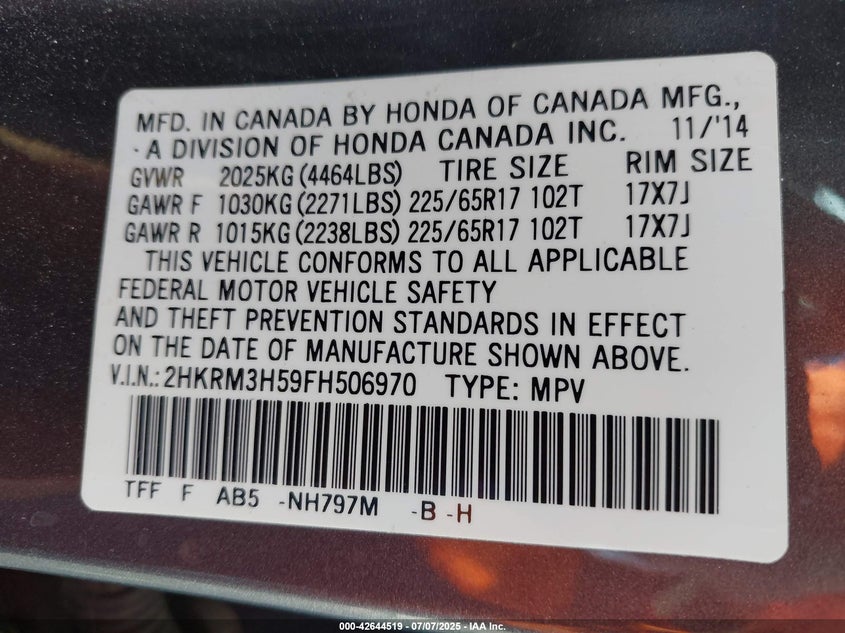 MFD. IN CANADA BY HONDA OF CANADA MFG.,
A DIVISION OF HONDA CANADA INC. 11/'14
GVWR 2025KG (4464LBS) TIRE SIZE RIM SIZE
GAWR F 1030KG (2271LBS) 225/65R17 102T 17X7J
GAWR R 1015KG (2238LBS) 225/65R17 102T 17X7J
THIS VEHICLE CONFORMS TO ALL APPLICABLE
FEDERAL MOTOR VEHICLE SAFETY
AND THEFT PREVENTION STANDARDS IN EFFECT
ON THE DATE OF MANUFACTURE SHOWN ABOVE.
V.I.N.: 2HKRM3H59FH506970 TYPE: MPV
TFF F AB5 -NH797M -B -H
000-42644519 | 07/07/2025 - IAA Inc.